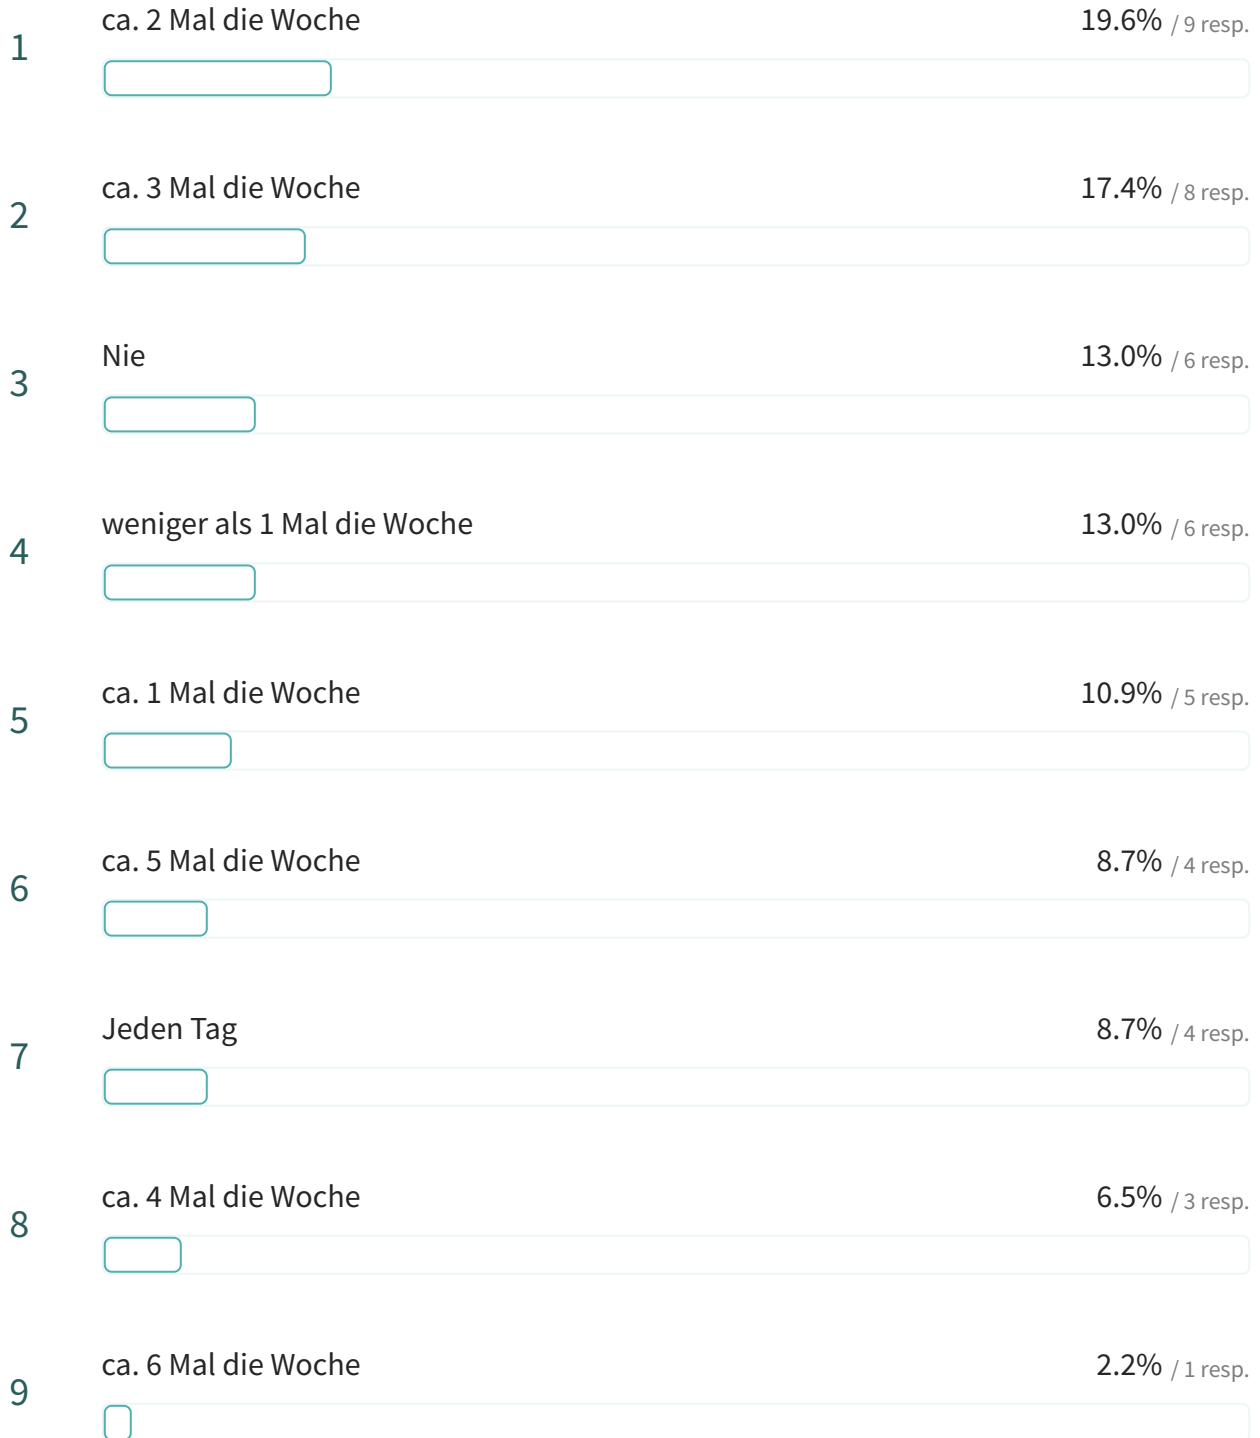 1
ca. 2 Mal die Woche 19.6% / 9 resp.
2
ca. 3 Mal die Woche 17.4% / 8 resp.
3
Nie 13.0% / 6 resp.
4
weniger als 1 Mal die Woche 13.0% / 6 resp.
5
ca. 1 Mal die Woche 10.9% / 5 resp.
6
ca. 5 Mal die Woche 8.7% / 4 resp.
7
Jeden Tag 8.7% / 4 resp.
8
ca. 4 Mal die Woche 6.5% / 3 resp.
9
ca. 6 Mal die Woche 2.2% / 1 resp.